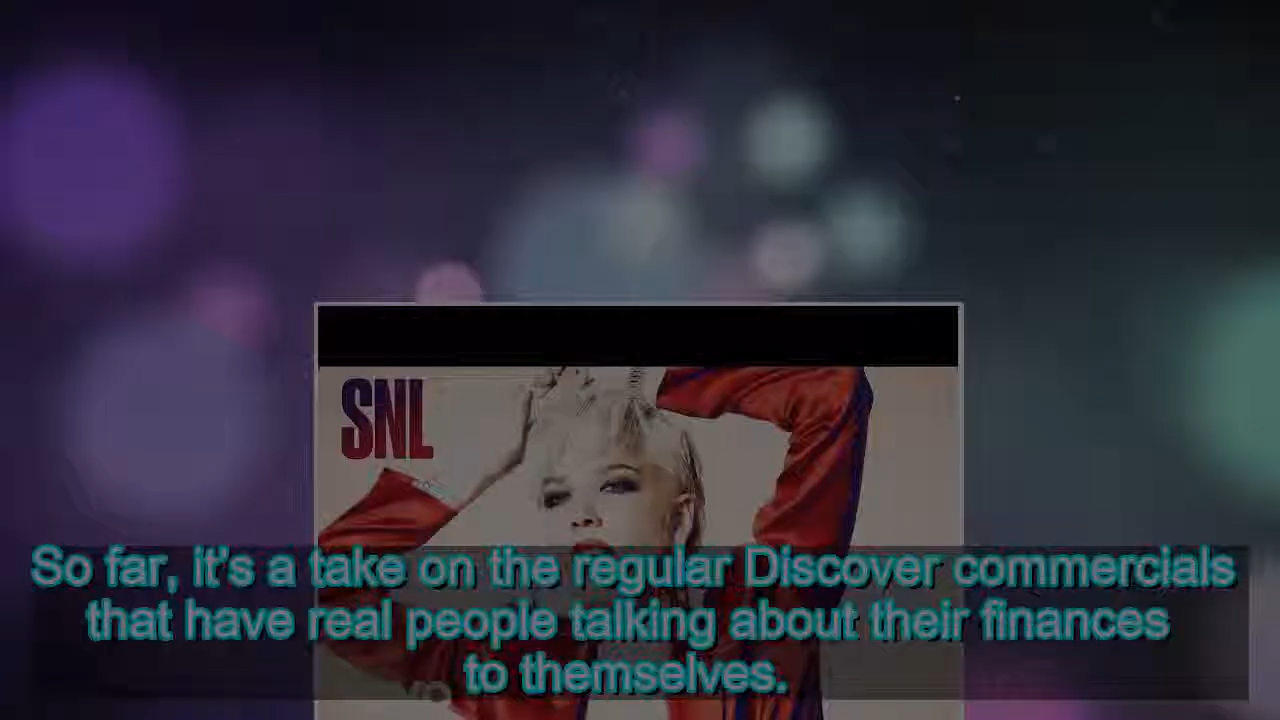 SNL
So far, it's a take on the regular Discover commercials
that have real people talking about their finances
to themselves.